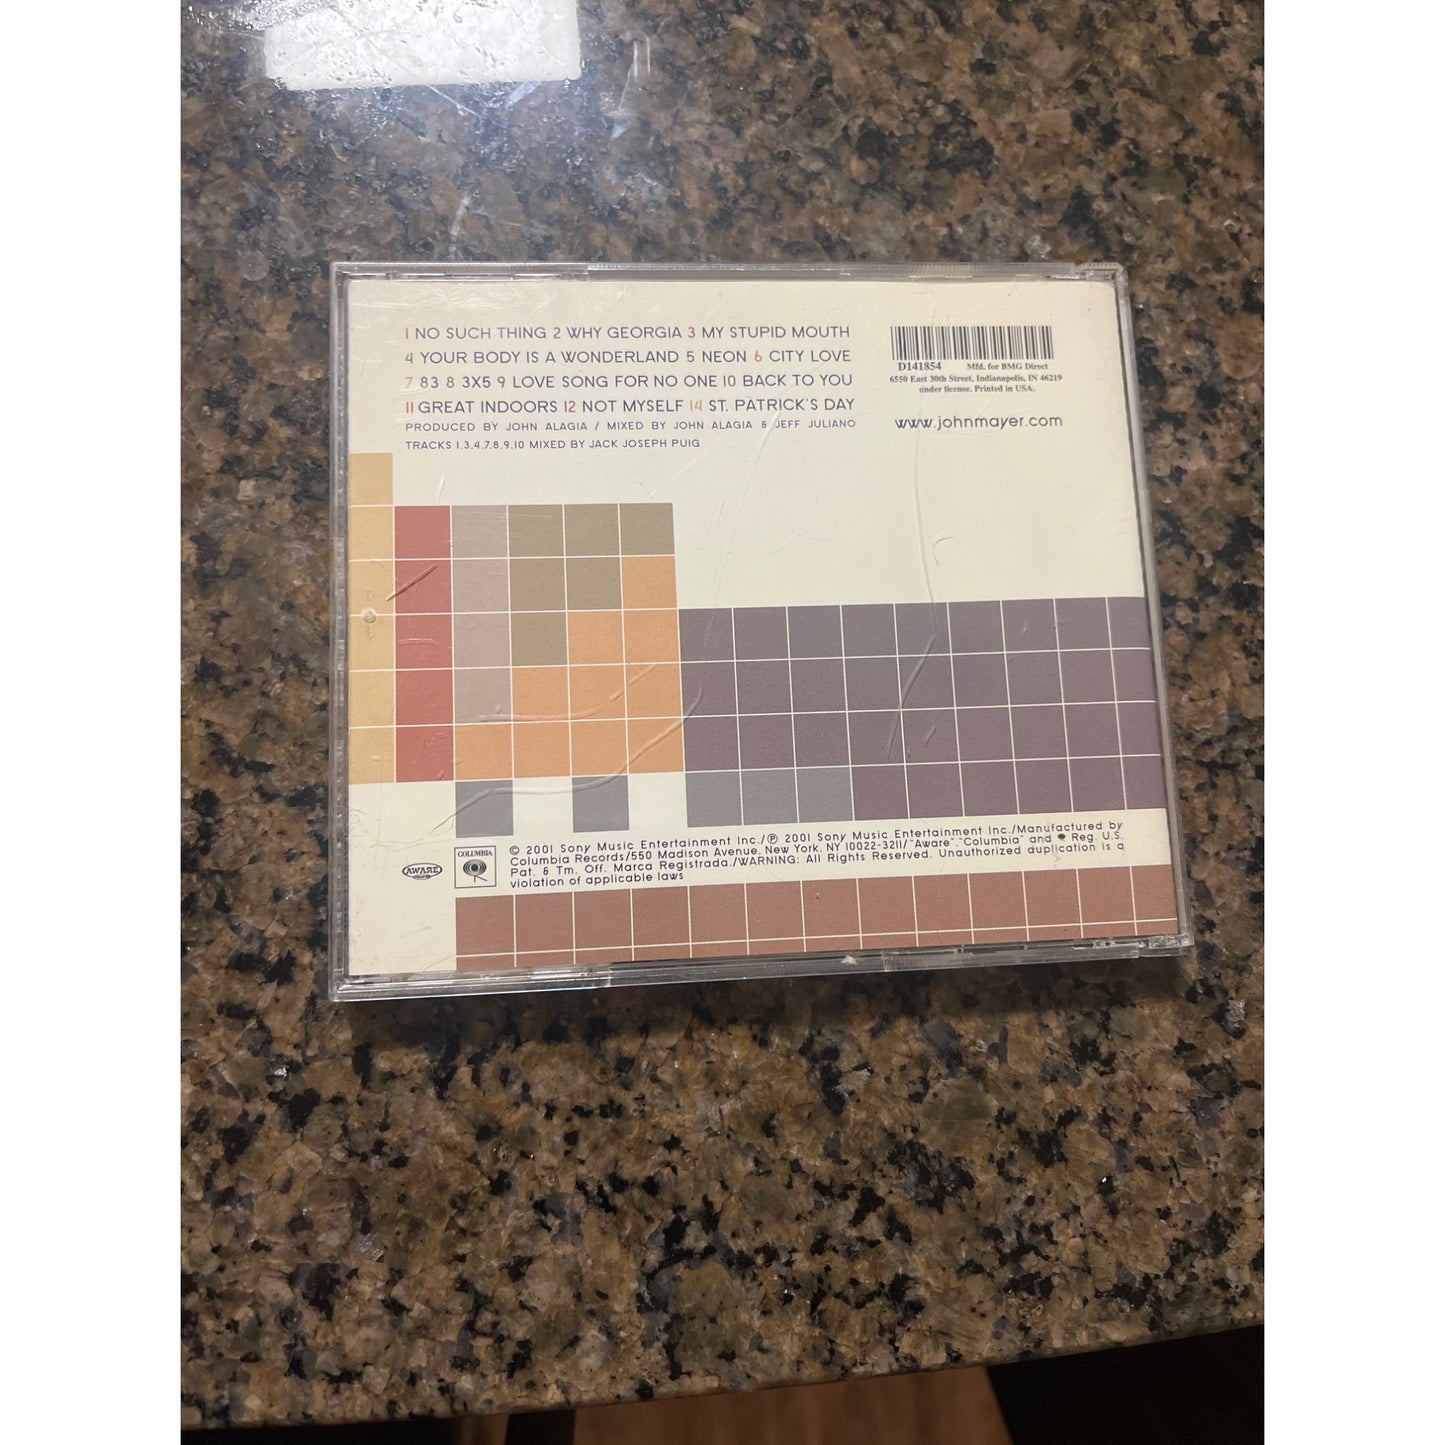 1 NO SUCH THING 2 WHY GEORGIA 3 MY STUPID MOUTH
4 YOUR BODY IS A WONDERLAND 5 NEON 6 CITY LOVE
7 83 8 3X5 9 LOVE SONG FOR NO ONE 10 BACK TO YOU
11 GREAT INDOORS 12 NOT MYSELF 14 ST. PATRICK'S DAY
PRODUCED BY JOHN ALAGIA / MIXED BY JOHN ALAGIA & JEFF JULIANO
TRACKS 1,3,4,7,8,9,10 MIXED BY JACK JOSEPH PUIG
D141854 Mfd. for BMG Direct
6550 East 30th Street, Indianapolis, IN 46219
under license. Printed in USA.
www.johnmayer.com
AWARE
COLUMBIA
© 2001 Sony Music Entertainment Inc./℗ 2001 Sony Music Entertainment Inc./Manufactured by
Columbia Records/550 Madison Avenue, New York, NY 10022-3211/"Aware","Columbia" and Reg. U.S.
Pat. & Tm. Off. Marca Registrada./WARNING: All Rights Reserved. Unauthorized duplication is a
violation of applicable laws